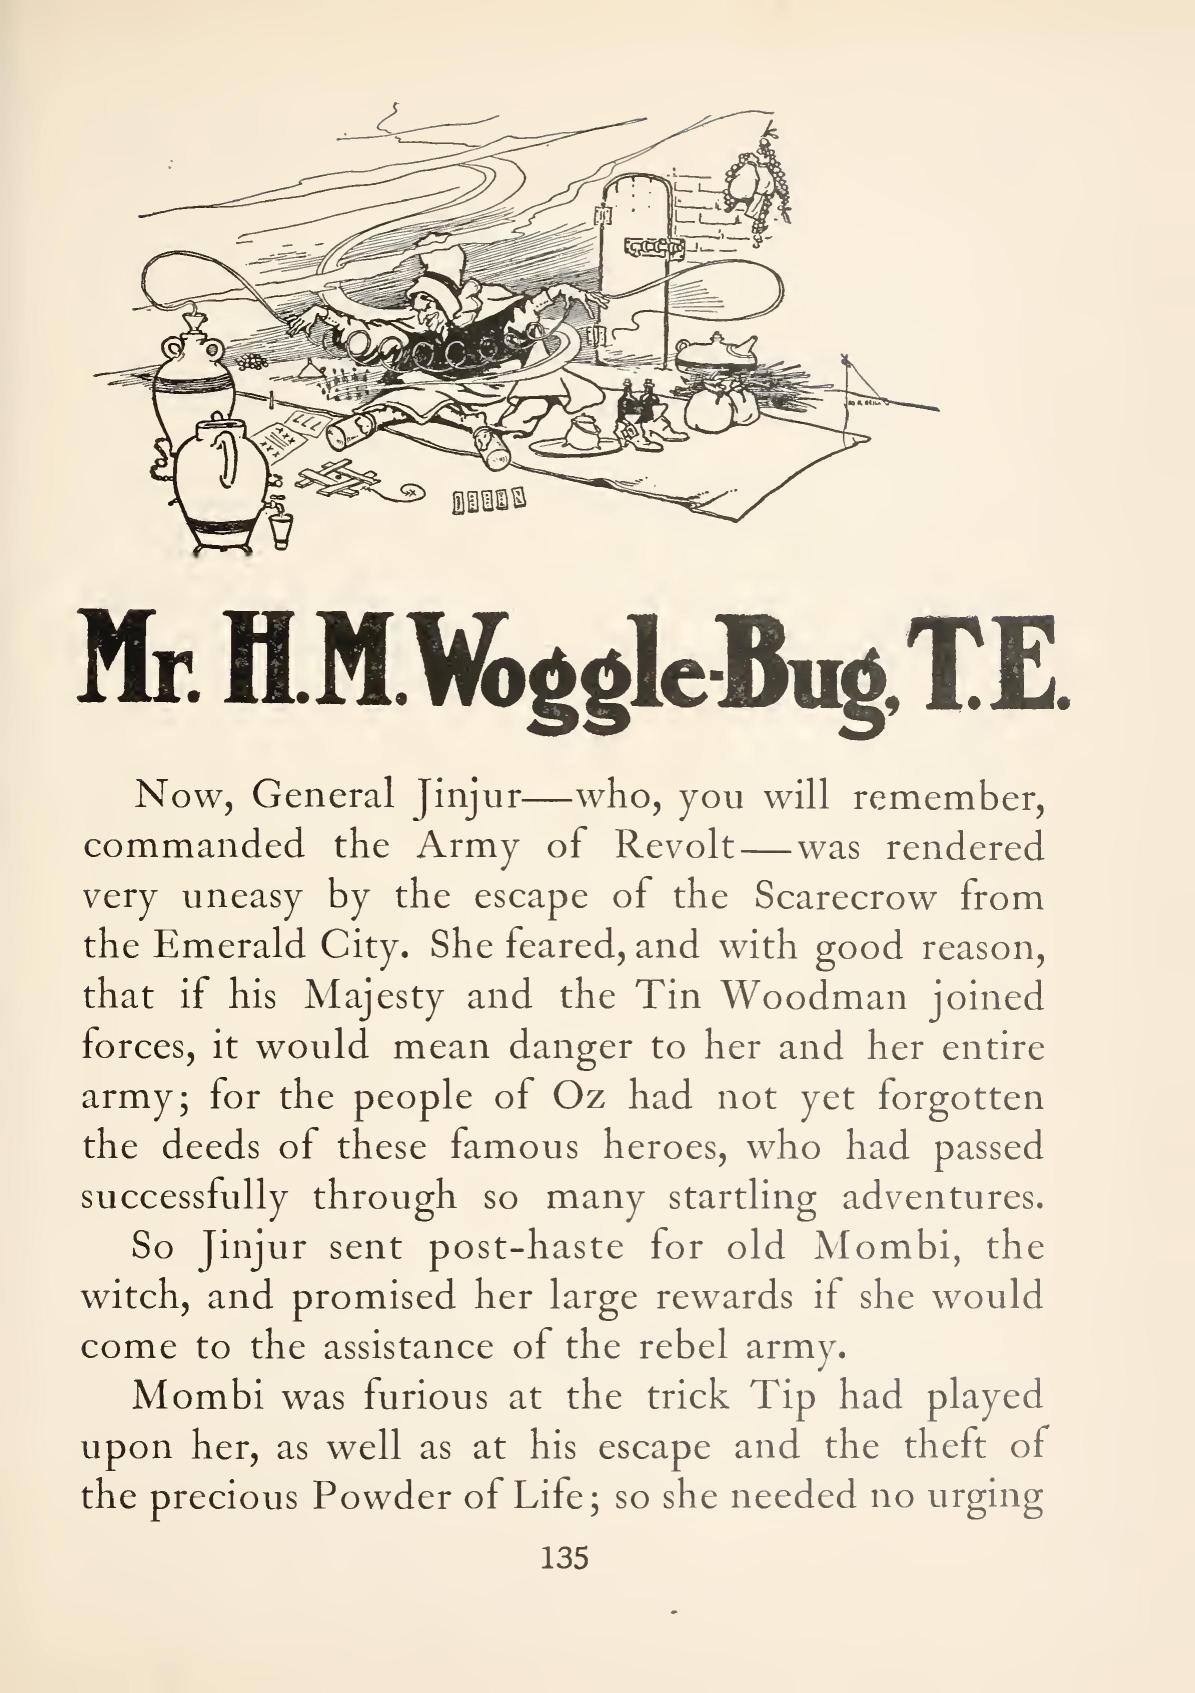 Mr. H.M. Woggle-Bug, T.E.
Now, General Jinjur—who, you will remember,
commanded the Army of Revolt—was rendered
very uneasy by the escape of the Scarecrow from
the Emerald City. She feared, and with good reason,
that if his Majesty and the Tin Woodman joined
forces, it would mean danger to her and her entire
army; for the people of Oz had not yet forgotten
the deeds of these famous heroes, who had passed
successfully through so many startling adventures.
So Jinjur sent post-haste for old Mombi, the
witch, and promised her large rewards if she would
come to the assistance of the rebel army.
Mombi was furious at the trick Tip had played
upon her, as well as at his escape and the theft of
the precious Powder of Life; so she needed no urging
135